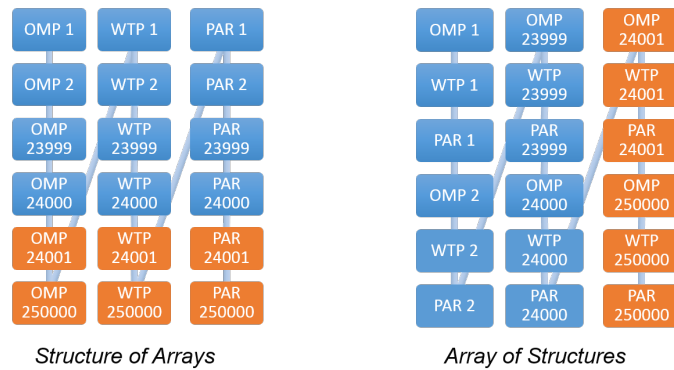 OMP 1
WTP 1
PAR 1
OMP 2
WTP 2
PAR 2
OMP
23999
WTP
23999
PAR
23999
OMP
24000
WTP
24000
PAR
24000
OMP
24001
WTP
24001
PAR
24001
OMP
250000
WTP
250000
PAR
250000
Structure of Arrays
OMP 1
OMP
23999
OMP
24001
WTP 1
WTP
23999
WTP
24001
PAR 1
PAR
23999
PAR
24001
OMP 2
OMP
24000
OMP
250000
WTP 2
WTP
24000
WTP
250000
PAR 2
PAR
24000
PAR
250000
Array of Structures